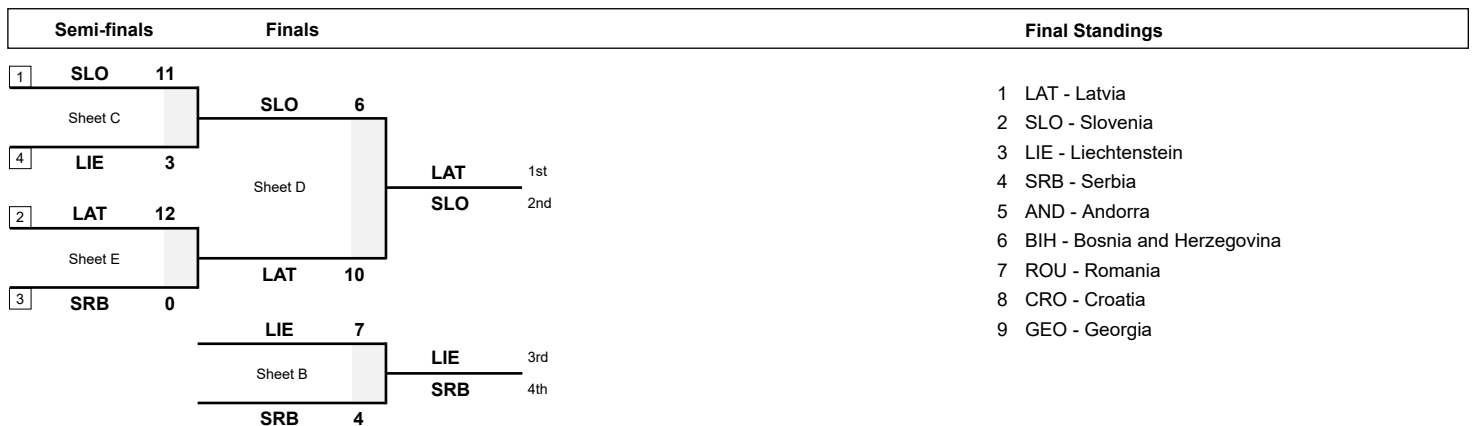 Semi-finals Finals Final Standings
1 SLO 11
Sheet C
4 LIE 3
2 LAT 12
Sheet E
3 SRB 0
SLO 6
Sheet D
LAT 10
LAT 1st
SLO 2nd
LIE 7
Sheet B
SRB 4
LIE 3rd
SRB 4th
1 LAT - Latvia
2 SLO - Slovenia
3 LIE - Liechtenstein
4 SRB - Serbia
5 AND - Andorra
6 BIH - Bosnia and Herzegovina
7 ROU - Romania
8 CRO - Croatia
9 GEO - Georgia